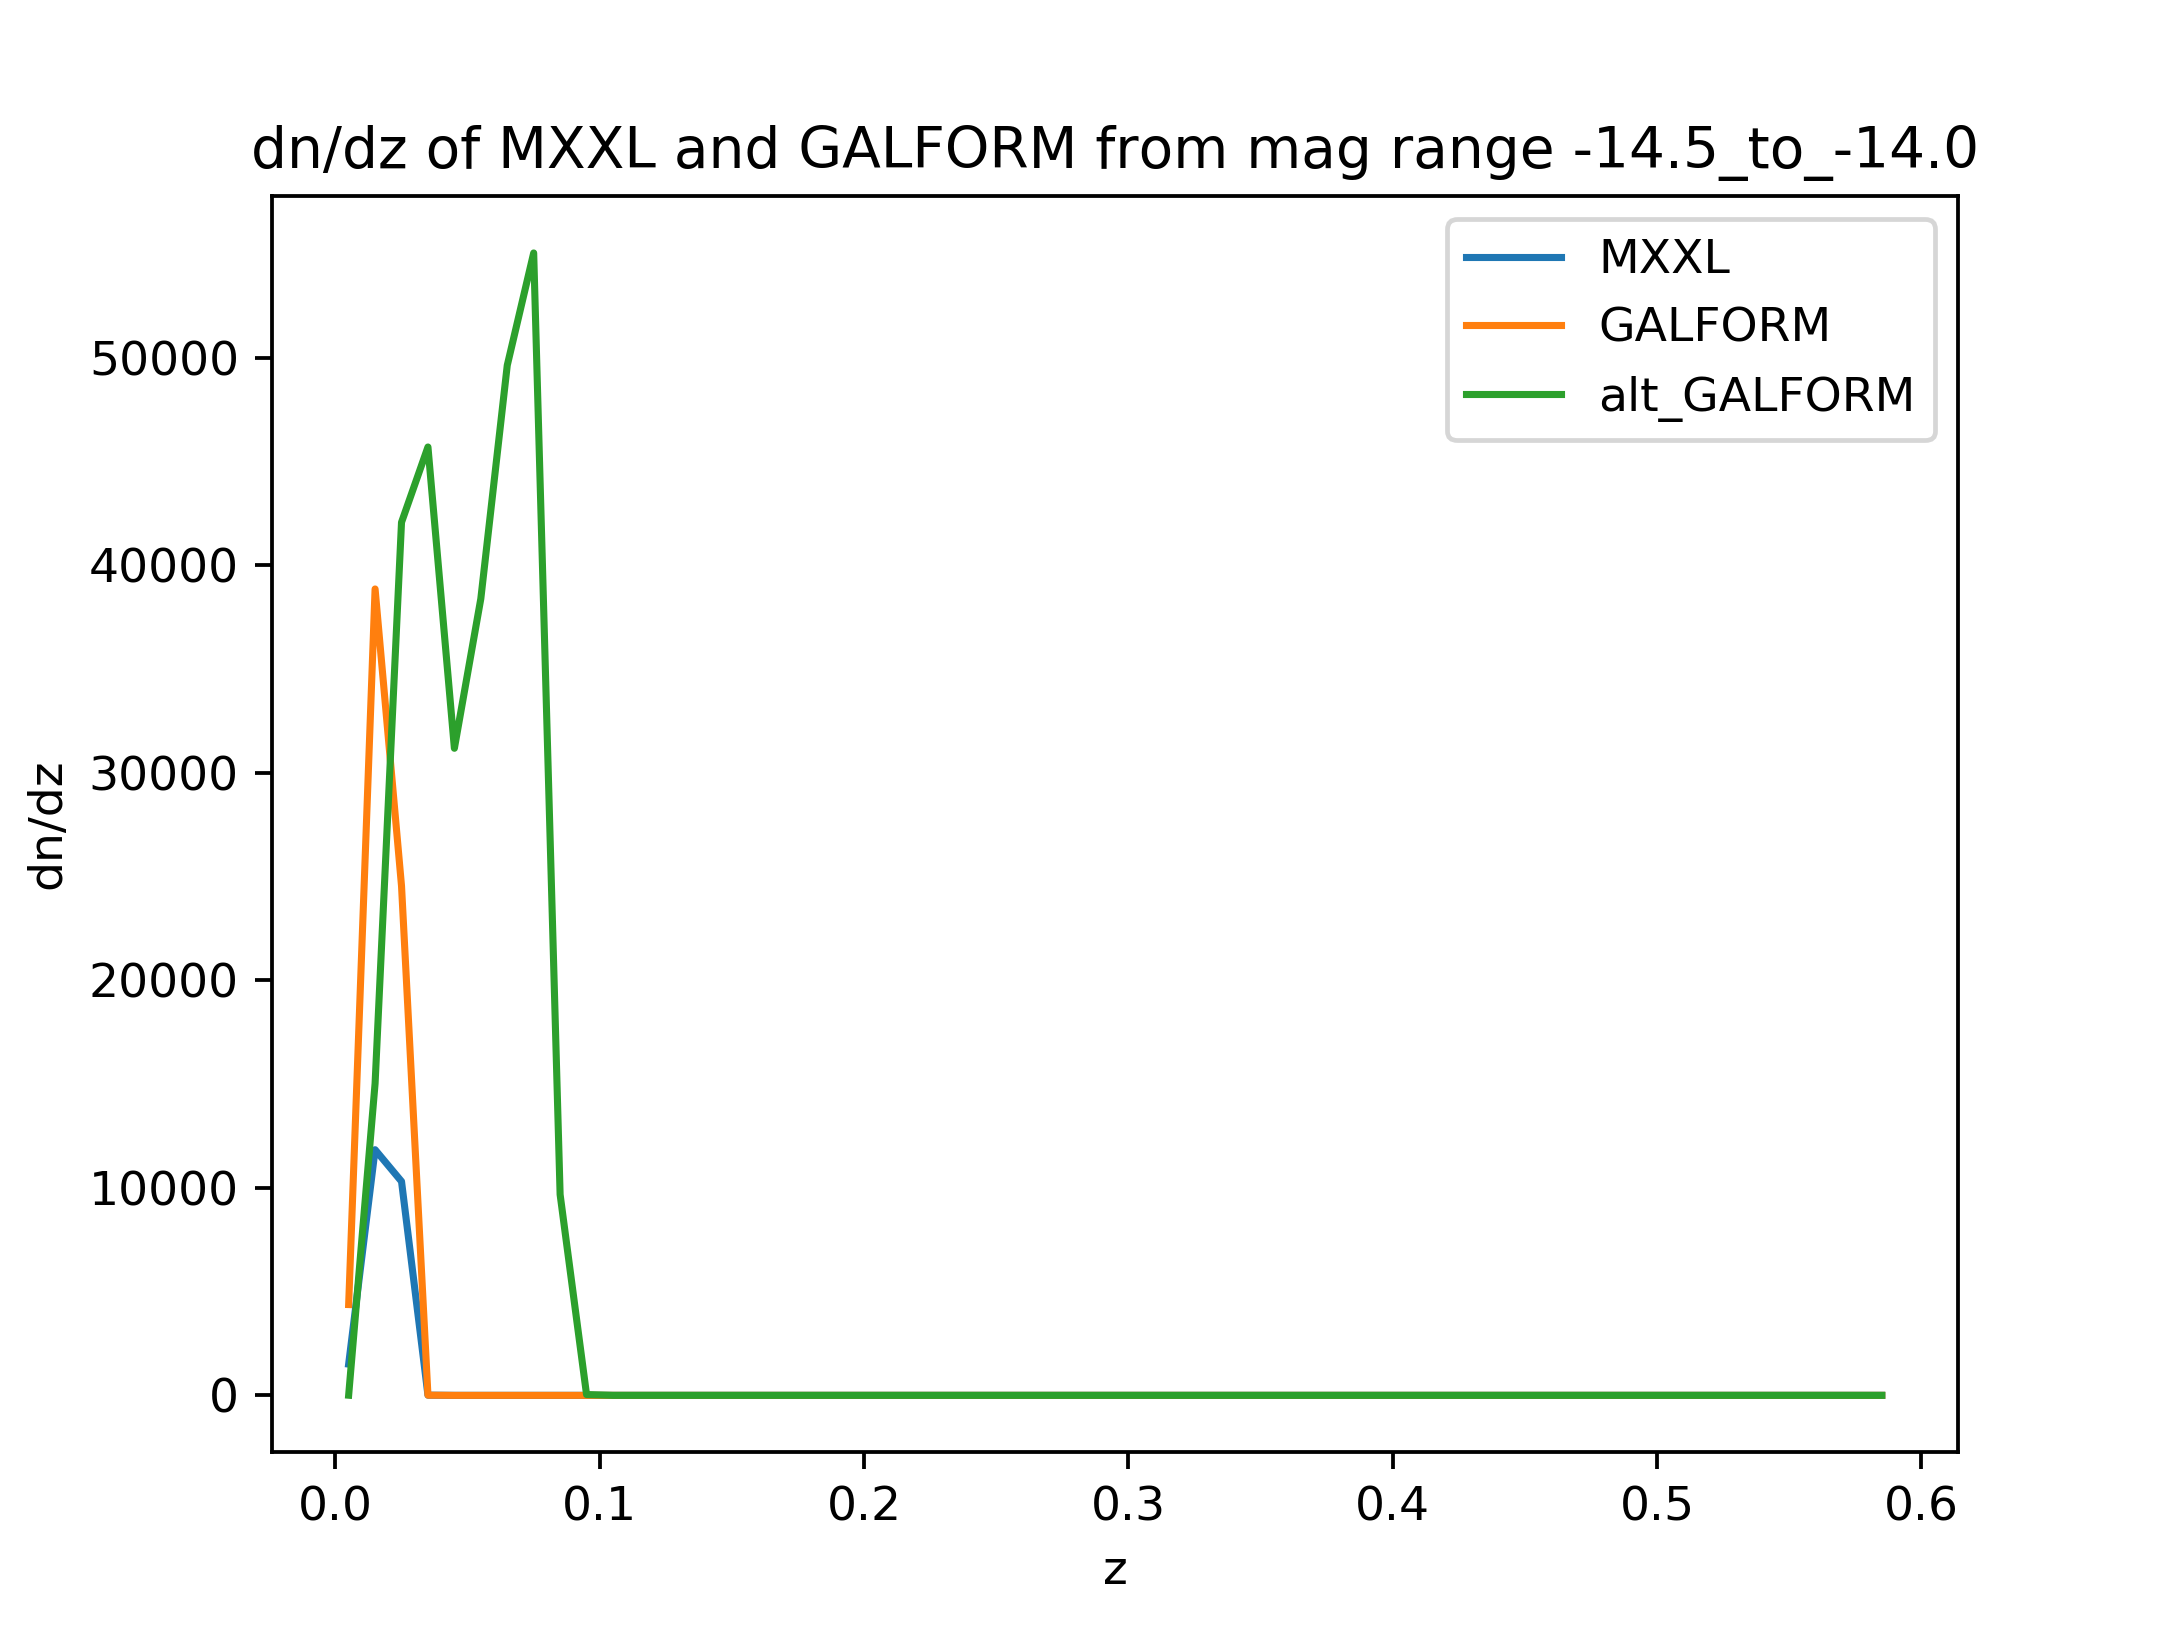 dn/dz of MXXL and GALFORM from mag range -14.5_to_-14.0
MXXL
GALFORM
alt_GALFORM
dn/dz
50000
40000
30000
20000
10000
0
0.0 0.1 0.2 0.3 0.4 0.5 0.6
z